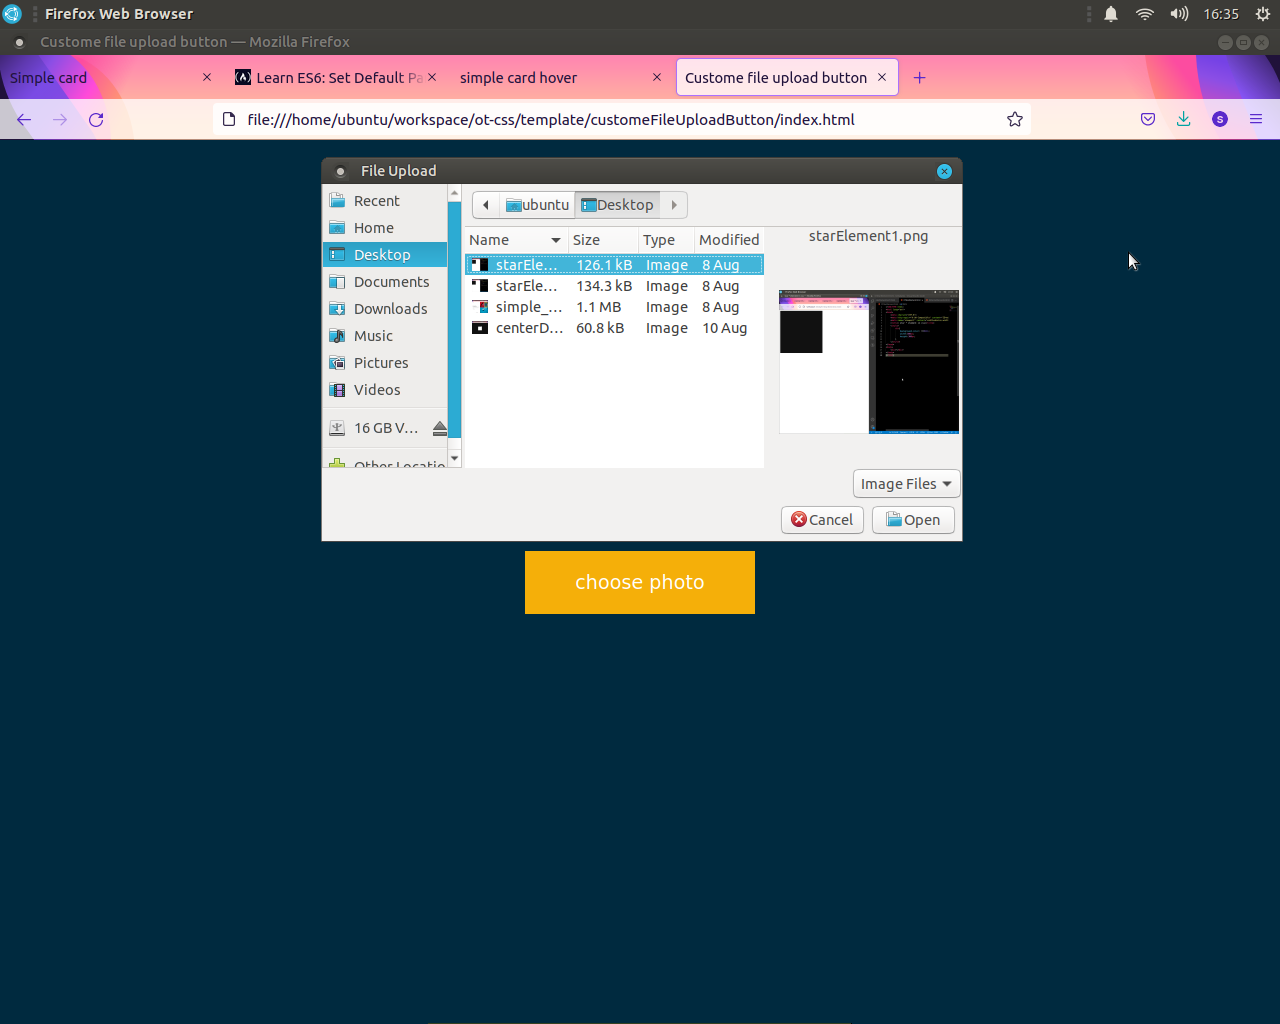 Firefox Web Browser
16:35
Custome file upload button — Mozilla Firefox
Simple card
Learn ES6: Set Default Pa
simple card hover
Custome file upload button
file:///home/ubuntu/workspace/ot-css/template/customeFileUploadButton/index.html
S
File Upload
Recent
Home
Desktop
Documents
Downloads
Music
Pictures
Videos
16 GB V...
Other Locatio
ubuntu
Desktop
Name Size Type Modified
starEle... 126.1 kB Image 8 Aug
starEle... 134.3 kB Image 8 Aug
simple_... 1.1 MB Image 8 Aug
centerD... 60.8 kB Image 10 Aug
starElement1.png
Image Files
Cancel
Open
choose photo